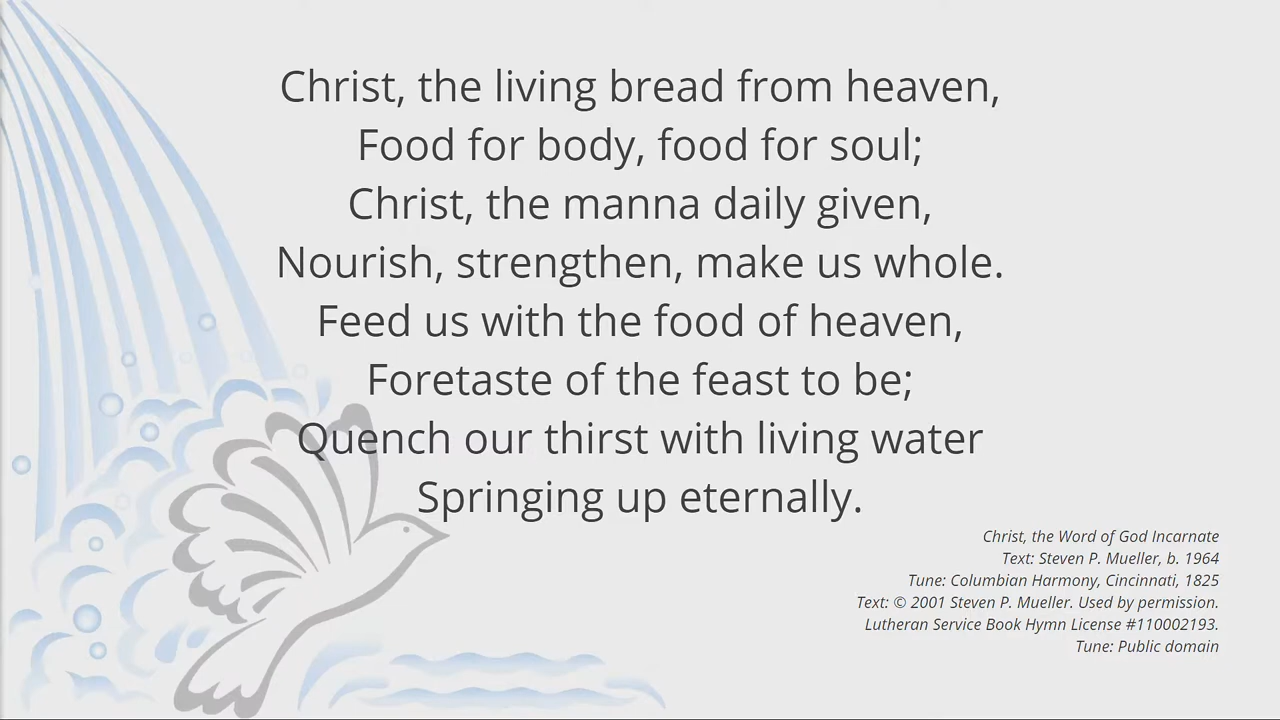 Christ, the living bread from heaven,
Food for body, food for soul;
Christ, the manna daily given,
Nourish, strengthen, make us whole.
Feed us with the food of heaven,
Foretaste of the feast to be;
Quench our thirst with living water
Springing up eternally.
Christ, the Word of God Incarnate
Text: Steven P. Mueller, b. 1964
Tune: Columbian Harmony, Cincinnati, 1825
Text: © 2001 Steven P. Mueller. Used by permission.
Lutheran Service Book Hymn License #110002193.
Tune: Public domain